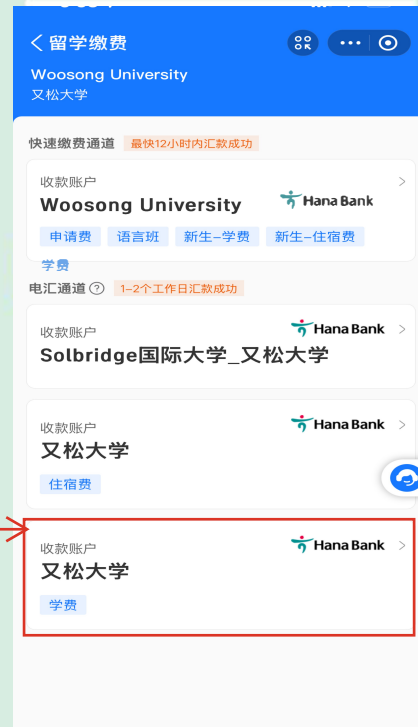 留学缴费
Woosong University
又松大学
快速缴费通道 最快12小时内汇款成功
收款账户
Woosong University Hana Bank
申请费 语言班 新生-学费 新生-住宿费
学费
电汇通道 ? 1-2个工作日汇款成功
收款账户 Hana Bank
Solbridge国际大学_又松大学
收款账户 Hana Bank
又松大学
住宿费
收款账户 Hana Bank
又松大学
学费